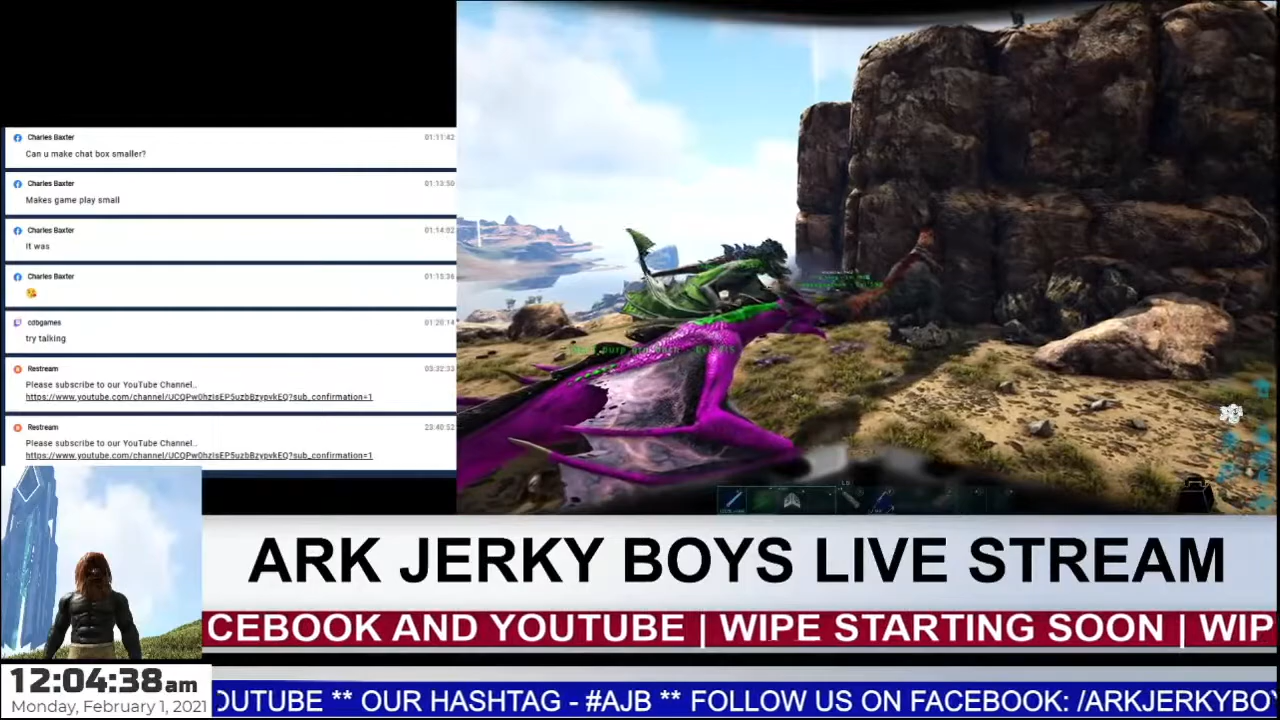 Charles Baxter 01:11:42
Can u make chat box smaller?
Charles Baxter 01:13:50
Makes game play small
Charles Baxter 01:14:02
It was
Charles Baxter 01:15:36
cdbgames 01:26:14
try talking
Restream 03:32:33
Please subscribe to our YouTube Channel..
Restream 23:40:52
Please subscribe to our YouTube Channel..
ARK JERKY BOYS LIVE STREAM
CEBOOK AND YOUTUBE | WIPE STARTING SOON | WIP
12:04:38am
Monday, February 1, 2021
OUTUBE ** OUR HASHTAG - #AJB ** FOLLOW US ON FACEBOOK: /ARKJERKYBO